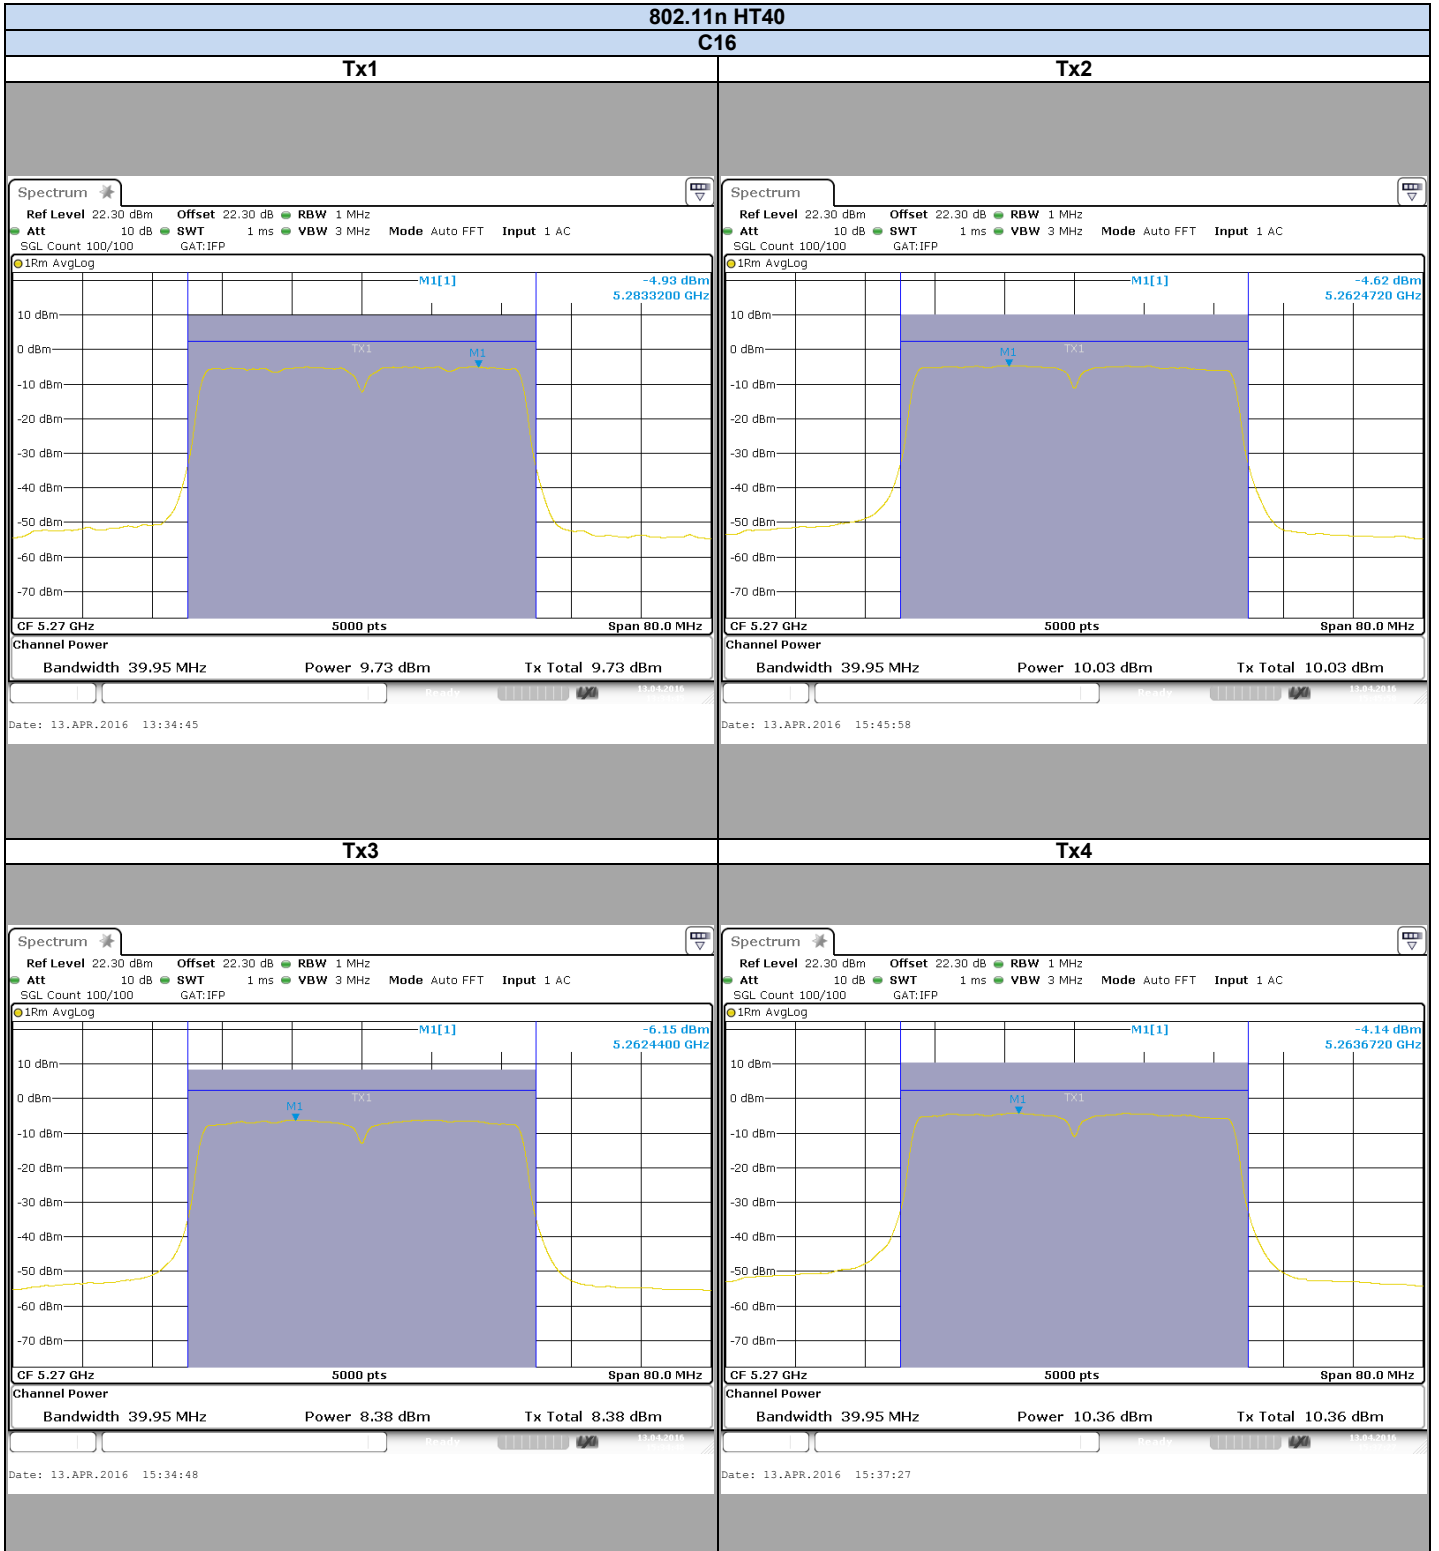 802.11n HT40
C16
Tx1
Tx2
Spectrum
Ref Level 22.30 dBm Offset 22.30 dB RBW 1 MHz
Att 10 dB SWT 1 ms VBW 3 MHz Mode Auto FFT Input 1 AC
SGL Count 100/100 GAT:IFP
1Rm AvgLog
M1[1] -4.93 dBm
5.2833200 GHz
10 dBm
0 dBm
TX1
M1
-10 dBm
-20 dBm
-30 dBm
-40 dBm
-50 dBm
-60 dBm
-70 dBm
CF 5.27 GHz 5000 pts Span 80.0 MHz
Channel Power
Bandwidth 39.95 MHz Power 9.73 dBm Tx Total 9.73 dBm
Ready 13.04.2016
Date: 13.APR.2016 13:34:45
Spectrum
Ref Level 22.30 dBm Offset 22.30 dB RBW 1 MHz
Att 10 dB SWT 1 ms VBW 3 MHz Mode Auto FFT Input 1 AC
SGL Count 100/100 GAT:IFP
1Rm AvgLog
M1[1] -4.62 dBm
5.2624720 GHz
10 dBm
0 dBm
M1
TX1
-10 dBm
-20 dBm
-30 dBm
-40 dBm
-50 dBm
-60 dBm
-70 dBm
CF 5.27 GHz 5000 pts Span 80.0 MHz
Channel Power
Bandwidth 39.95 MHz Power 10.03 dBm Tx Total 10.03 dBm
Ready 13.04.2016
Date: 13.APR.2016 15:45:58
Tx3
Tx4
Spectrum
Ref Level 22.30 dBm Offset 22.30 dB RBW 1 MHz
Att 10 dB SWT 1 ms VBW 3 MHz Mode Auto FFT Input 1 AC
SGL Count 100/100 GAT:IFP
1Rm AvgLog
M1[1] -6.15 dBm
5.2624400 GHz
10 dBm
0 dBm
M1
TX1
-10 dBm
-20 dBm
-30 dBm
-40 dBm
-50 dBm
-60 dBm
-70 dBm
CF 5.27 GHz 5000 pts Span 80.0 MHz
Channel Power
Bandwidth 39.95 MHz Power 8.38 dBm Tx Total 8.38 dBm
Ready 13.04.2016
Date: 13.APR.2016 15:34:48
Spectrum
Ref Level 22.30 dBm Offset 22.30 dB RBW 1 MHz
Att 10 dB SWT 1 ms VBW 3 MHz Mode Auto FFT Input 1 AC
SGL Count 100/100 GAT:IFP
1Rm AvgLog
M1[1] -4.14 dBm
5.2636720 GHz
10 dBm
0 dBm
M1
TX1
-10 dBm
-20 dBm
-30 dBm
-40 dBm
-50 dBm
-60 dBm
-70 dBm
CF 5.27 GHz 5000 pts Span 80.0 MHz
Channel Power
Bandwidth 39.95 MHz Power 10.36 dBm Tx Total 10.36 dBm
Ready 13.04.2016
Date: 13.APR.2016 15:37:27